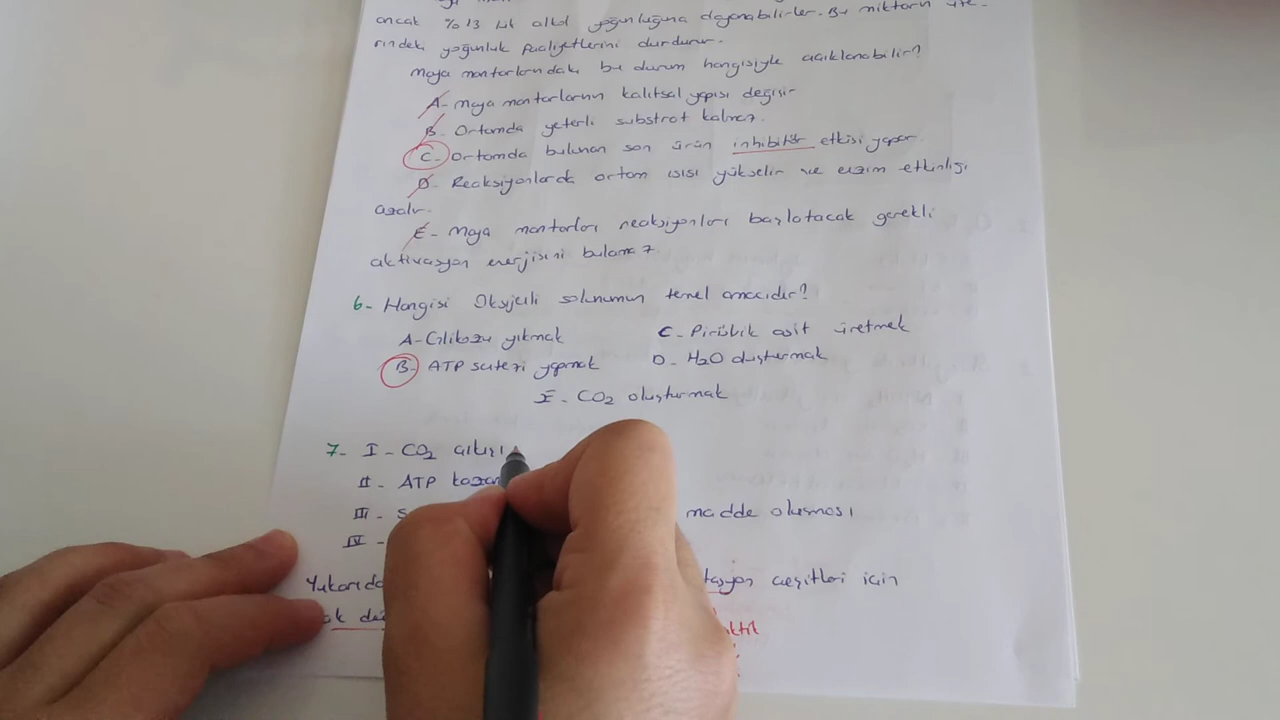 ancak %13 lük alkol yoğunluğuna dayanabilirler. Bu miktarın üze-
rindeki yoğunluk faaliyetlerini durdurur.
Maya mantarlarındaki bu durum hangisiyle açıklanabilir?
A- Maya mantarlarının kalıtsal yapısı değişir
B- Ortamda yeterli substrat kalmaz.
C- Ortamda bulunan son ürün inhibitör etkisi yapar.
D- Reaksiyonlarda ortam ısısı yükselir ve enzim etkinliği
azalır.
E- Maya mantarları reaksiyonları başlatacak gerekli
aktivasyon enerjisini bulamaz.
6- Hangisi Oksijenli solunumun temel amacıdır?
A- Glikozu yıkmak C- Pirüvik asit üretmek
B- ATP sentezi yapmak D- H2O oluşturmak
E- CO2 oluşturmak
7- I- CO2 çıkışı
II- ATP
III- madde oluşması
IV-
çeşitleri için